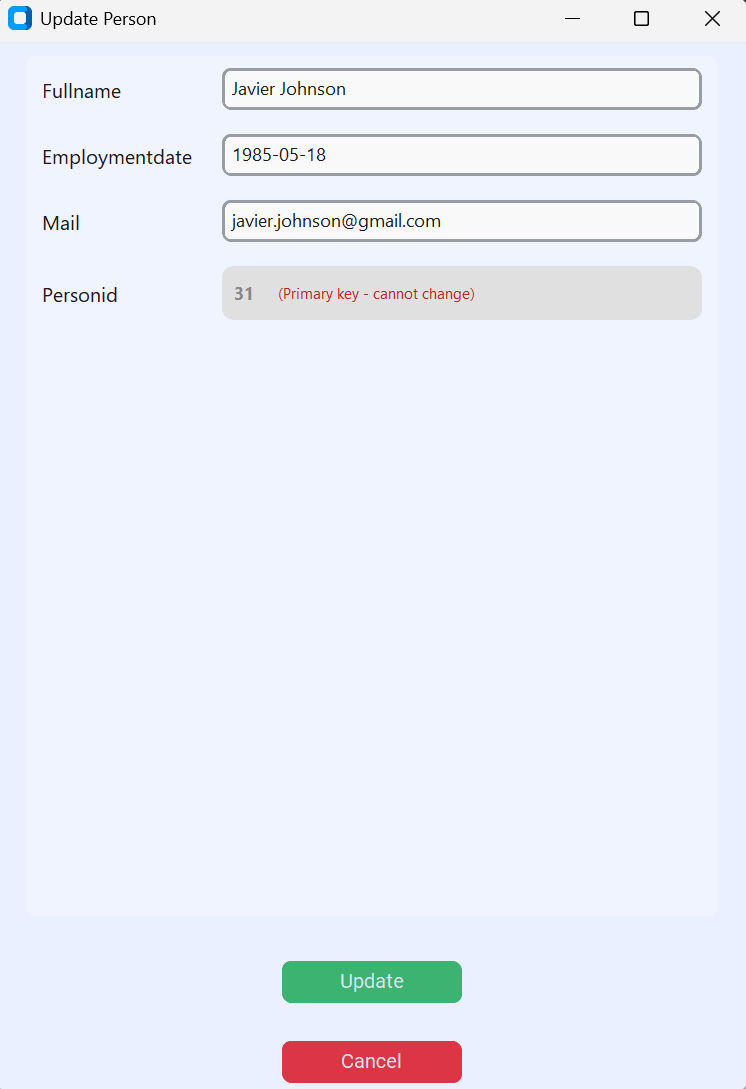 Update Person
Fullname Javier Johnson
Employmentdate 1985-05-18
Mail javier.johnson@gmail.com
Personid 31 (Primary key - cannot change)
Update
Cancel